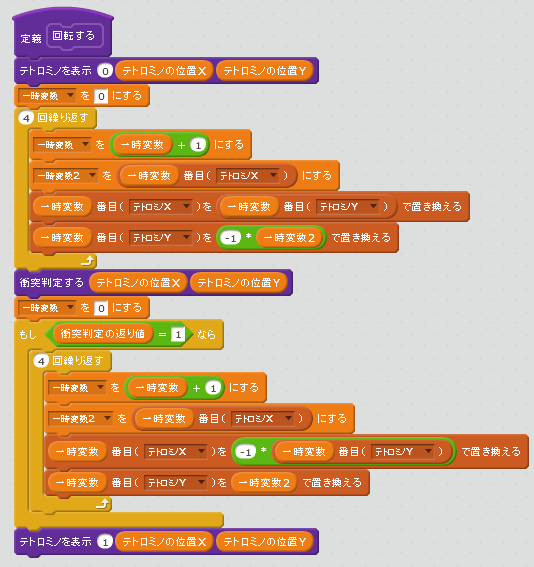 定義 回転する
テトロミノを表示 0 テトロミノの位置X テトロミノの位置Y
一時変数 を 0 にする
4 回繰り返す
一時変数 を 一時変数 + 1 にする
一時変数2 を 一時変数 番目( テトロミノX ) にする
一時変数 番目( テトロミノX )を 一時変数 番目( テトロミノY ) で置き換える
一時変数 番目( テトロミノY )を -1 * 一時変数2 で置き換える
衝突判定する テトロミノの位置X テトロミノの位置Y
一時変数 を 0 にする
もし 衝突判定の返り値 = 1 なら
4 回繰り返す
一時変数 を 一時変数 + 1 にする
一時変数2 を 一時変数 番目( テトロミノX ) にする
一時変数 番目( テトロミノX )を -1 * 一時変数 番目( テトロミノY ) で置き換える
一時変数 番目( テトロミノY )を 一時変数2 で置き換える
テトロミノを表示 1 テトロミノの位置X テトロミノの位置Y